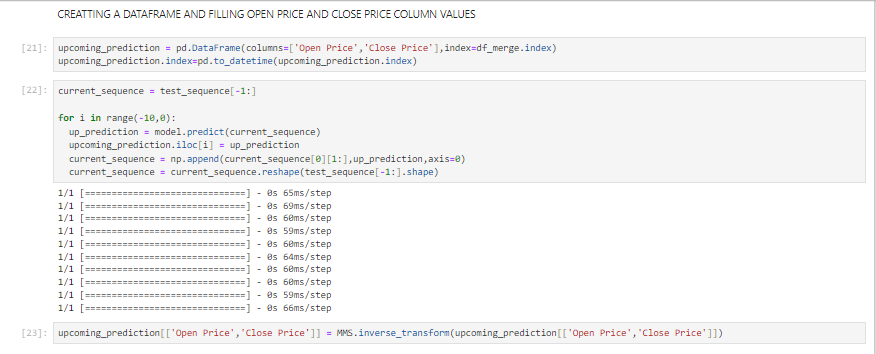 CREATTING A DATAFRAME AND FILLING OPEN PRICE AND CLOSE PRICE COLUMN VALUES
[21]: upcoming_prediction = pd.DataFrame(columns=['Open Price','Close Price'],index=df_merge.index)
upcoming_prediction.index=pd.to_datetime(upcoming_prediction.index)
[22]: current_sequence = test_sequence[-1:]
for i in range(-10,0):
  up_prediction = model.predict(current_sequence)
  upcoming_prediction.iloc[i] = up_prediction
  current_sequence = np.append(current_sequence[0][1:],up_prediction,axis=0)
  current_sequence = current_sequence.reshape(test_sequence[-1:].shape)
1/1 [==============================] - 0s 65ms/step
1/1 [==============================] - 0s 69ms/step
1/1 [==============================] - 0s 60ms/step
1/1 [==============================] - 0s 59ms/step
1/1 [==============================] - 0s 60ms/step
1/1 [==============================] - 0s 64ms/step
1/1 [==============================] - 0s 60ms/step
1/1 [==============================] - 0s 60ms/step
1/1 [==============================] - 0s 59ms/step
1/1 [==============================] - 0s 66ms/step
[23]: upcoming_prediction[['Open Price','Close Price']] = MMS.inverse_transform(upcoming_prediction[['Open Price','Close Price']])